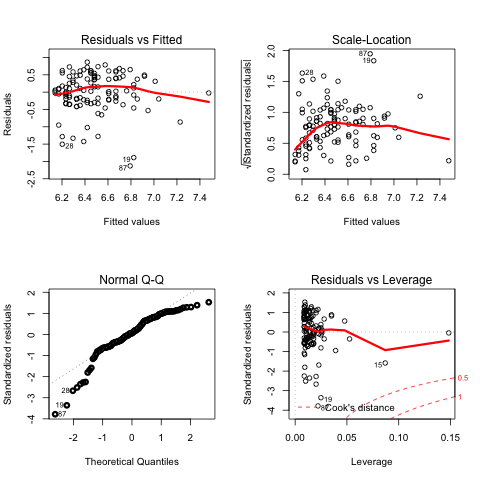 Residuals vs Fitted
Residuals
0.5
-0.5
-1.5
-2.5
28
19
87
6.2 6.4 6.6 6.8 7.0 7.2 7.4
Fitted values
Scale-Location
√|Standardized residuals|
2.0
1.5
1.0
0.5
0.0
87
19
28
6.2 6.4 6.6 6.8 7.0 7.2 7.4
Fitted values
Normal Q-Q
Standardized residuals
2
1
0
-1
-2
-3
-4
28
19
87
-2 -1 0 1 2
Theoretical Quantiles
Residuals vs Leverage
Standardized residuals
2
1
0
-1
-2
-3
-4
15
19
87
Cook's distance
0.5
1
0.00 0.05 0.10 0.15
Leverage